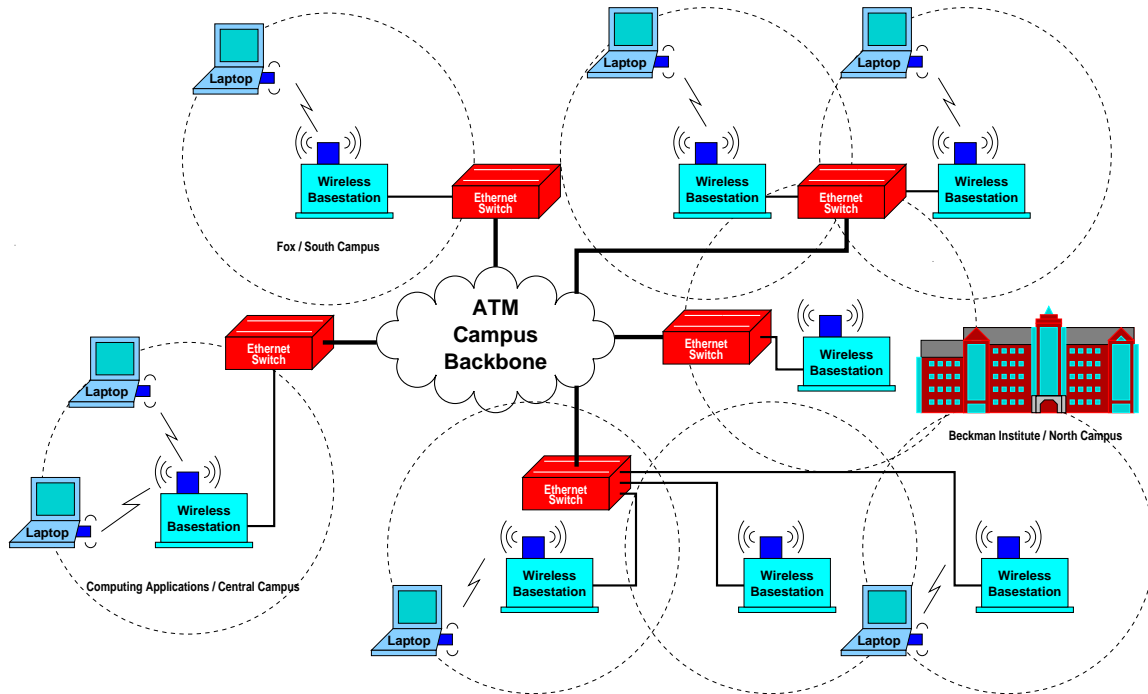 Laptop
Laptop
Laptop
Wireless
Basestation
Ethernet
Switch
Wireless
Basestation
Ethernet
Switch
Wireless
Basestation
Fox / South Campus
ATM
Campus
Backbone
Ethernet
Switch
Ethernet
Switch
Wireless
Basestation
Laptop
Beckman Institute / North Campus
Laptop
Wireless
Basestation
Ethernet
Switch
Computing Applications / Central Campus
Wireless
Basestation
Wireless
Basestation
Wireless
Basestation
Laptop
Laptop